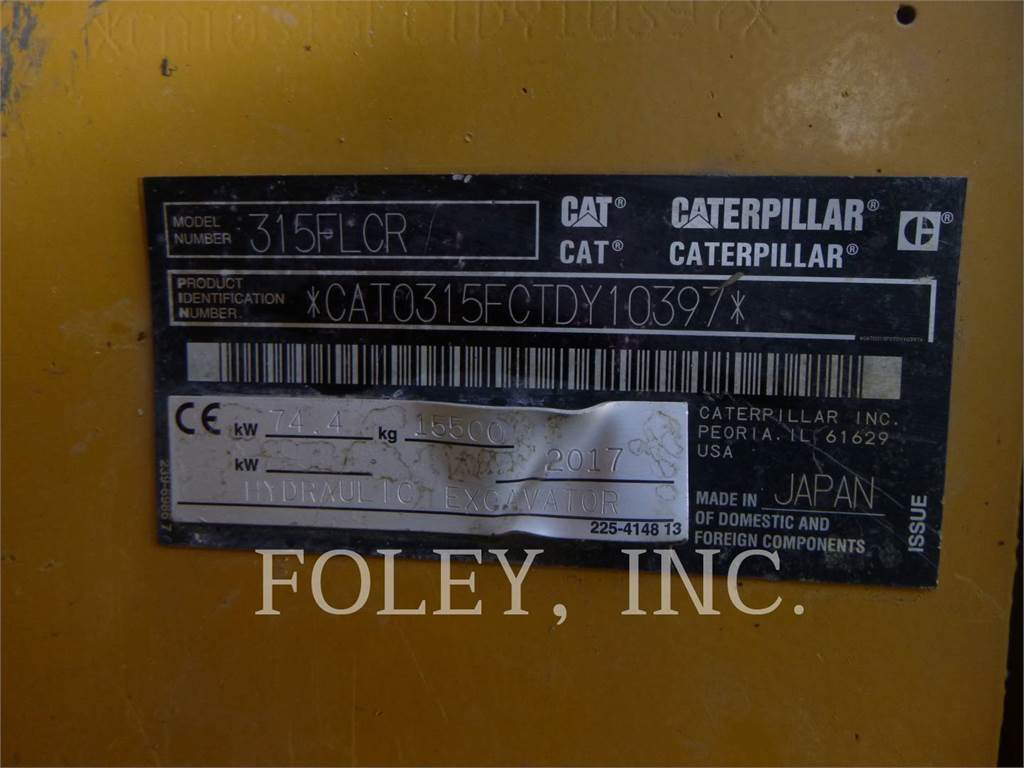 XCAT0315FCTDY10397X
MODEL NUMBER 315FLCR /
CAT® CATERPILLAR® ®
CAT® CATERPILLAR®
PRODUCT IDENTIFICATION NUMBER. *CAT0315FCTDY10397*
CE kW 74.4 kg 15500
kW 2017
HYDRAULIC EXCAVATOR
225-4148 13
CATERPILLAR INC.
PEORIA. IL 61629
USA
MADE IN JAPAN
OF DOMESTIC AND
FOREIGN COMPONENTS
ISSUE
FOLEY, INC.